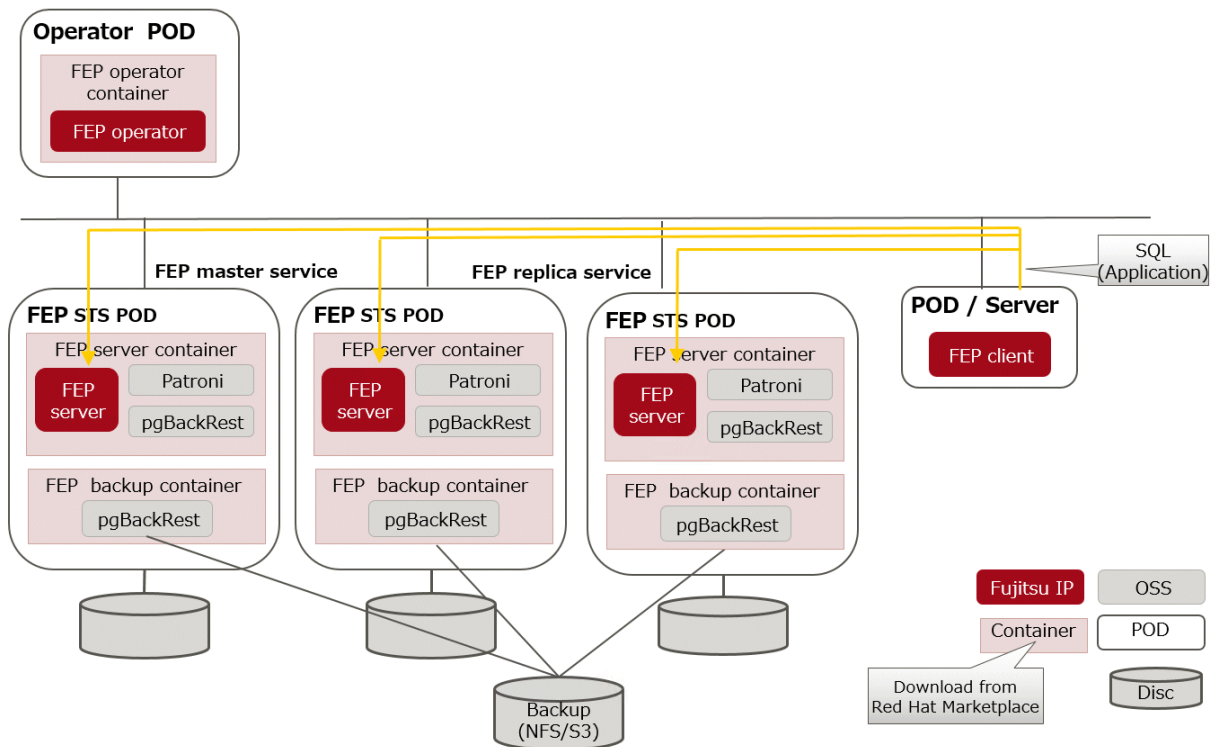 Operator POD
FEP operator
container
FEP operator
SQL
(Application)
FEP master service
FEP replica service
FEP STS POD
FEP server container
FEP
server
Patroni
pgBackRest
FEP backup container
pgBackRest
FEP STS POD
FEP server container
FEP
server
Patroni
pgBackRest
FEP backup container
pgBackRest
FEP STS POD
FEP server container
FEP
server
Patroni
pgBackRest
FEP backup container
pgBackRest
POD / Server
FEP client
Backup
(NFS/S3)
Fujitsu IP
OSS
Container
POD
Download from
Red Hat Marketplace
Disc